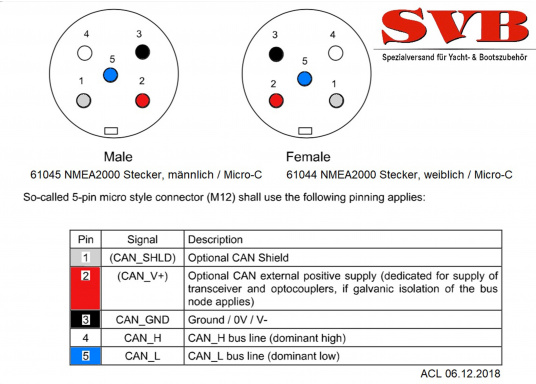 SVB
Spezialversand für Yacht- & Bootszubehör
4 3
5
1 2
3 4
5
2 1
Male Female
61045 NMEA2000 Stecker, männlich / Micro-C 61044 NMEA2000 Stecker, weiblich / Micro-C
So-called 5-pin micro style connector (M12) shall use the following pinning applies:
Pin Signal Description
1 (CAN_SHLD) Optional CAN Shield
2 (CAN_V+) Optional CAN external positive supply (dedicated for supply of
transceiver and optocouplers, if galvanic isolation of the bus
node applies)
3 CAN_GND Ground / 0V / V-
4 CAN_H CAN_H bus line (dominant high)
5 CAN_L CAN_L bus line (dominant low)
ACL 06.12.2018